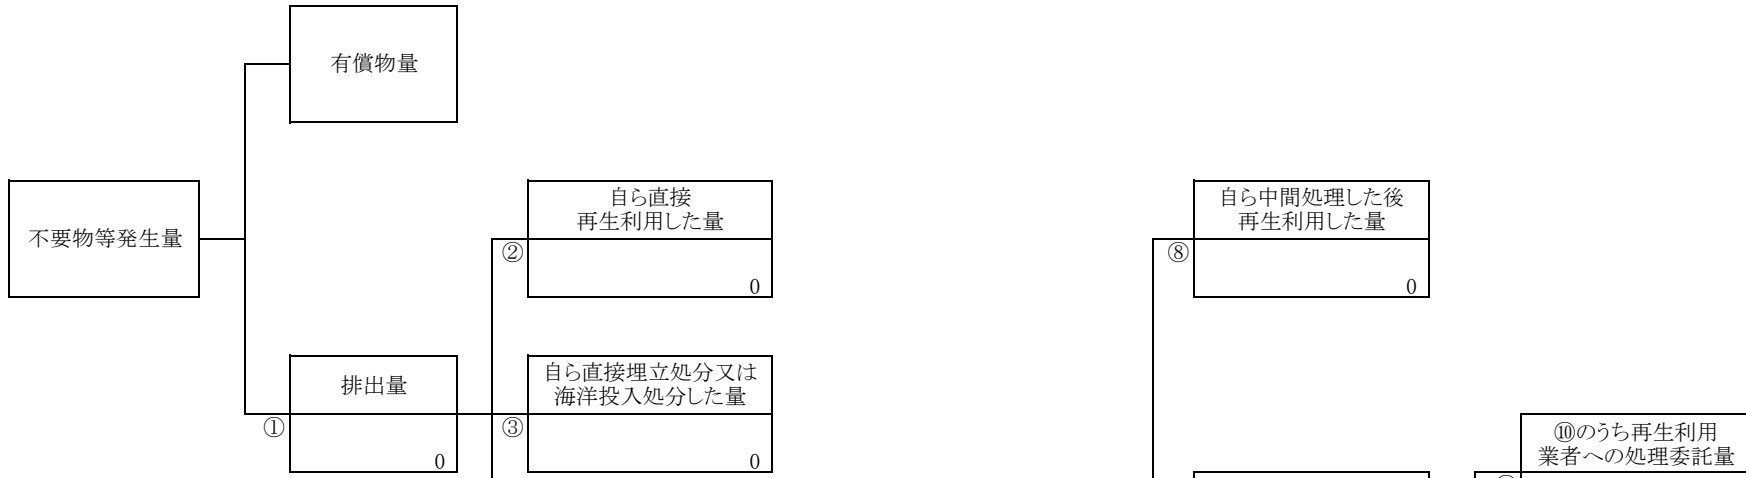 有償物量
不要物等発生量
自ら直接
再生利用した量
②
0
自ら中間処理した後
再生利用した量
⑧
0
排出量
①
0
自ら直接埋立処分又は
海洋投入処分した量
③
0
⑩のうち再生利用
業者への処理委託量